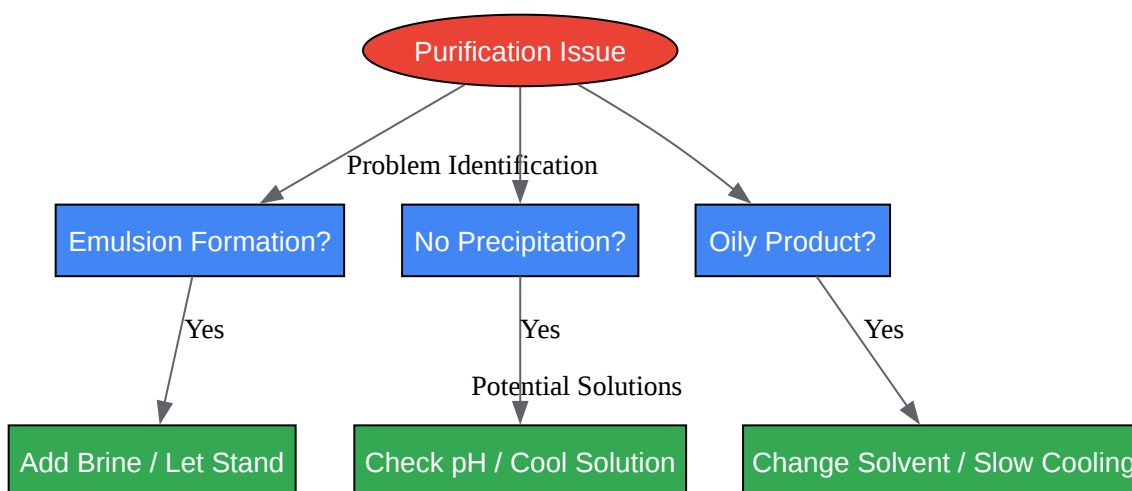 Purification Issue
Problem Identification
Emulsion Formation?
No Precipitation?
Oily Product?
Yes
Yes
Yes
Potential Solutions
Add Brine / Let Stand
Check pH / Cool Solution
Change Solvent / Slow Cooling